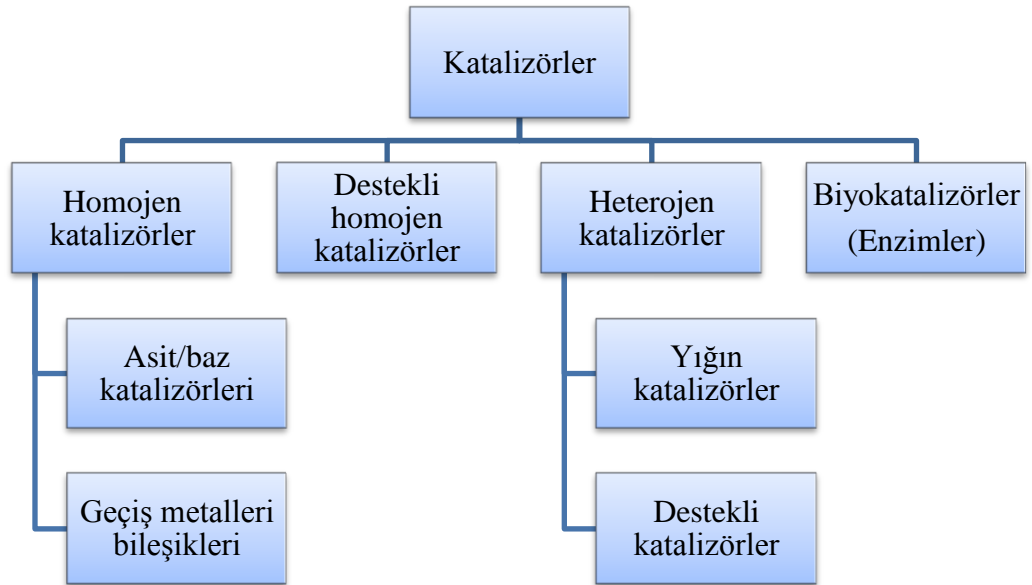 Katalizörler
Homojen
katalizörler
Destekli
homojen
katalizörler
Heterojen
katalizörler
Biyokatalizörler
(Enzimler)
Asit/baz
katalizörleri
Yığın
katalizörler
Geçiş metalleri
bileşikleri
Destekli
katalizörler